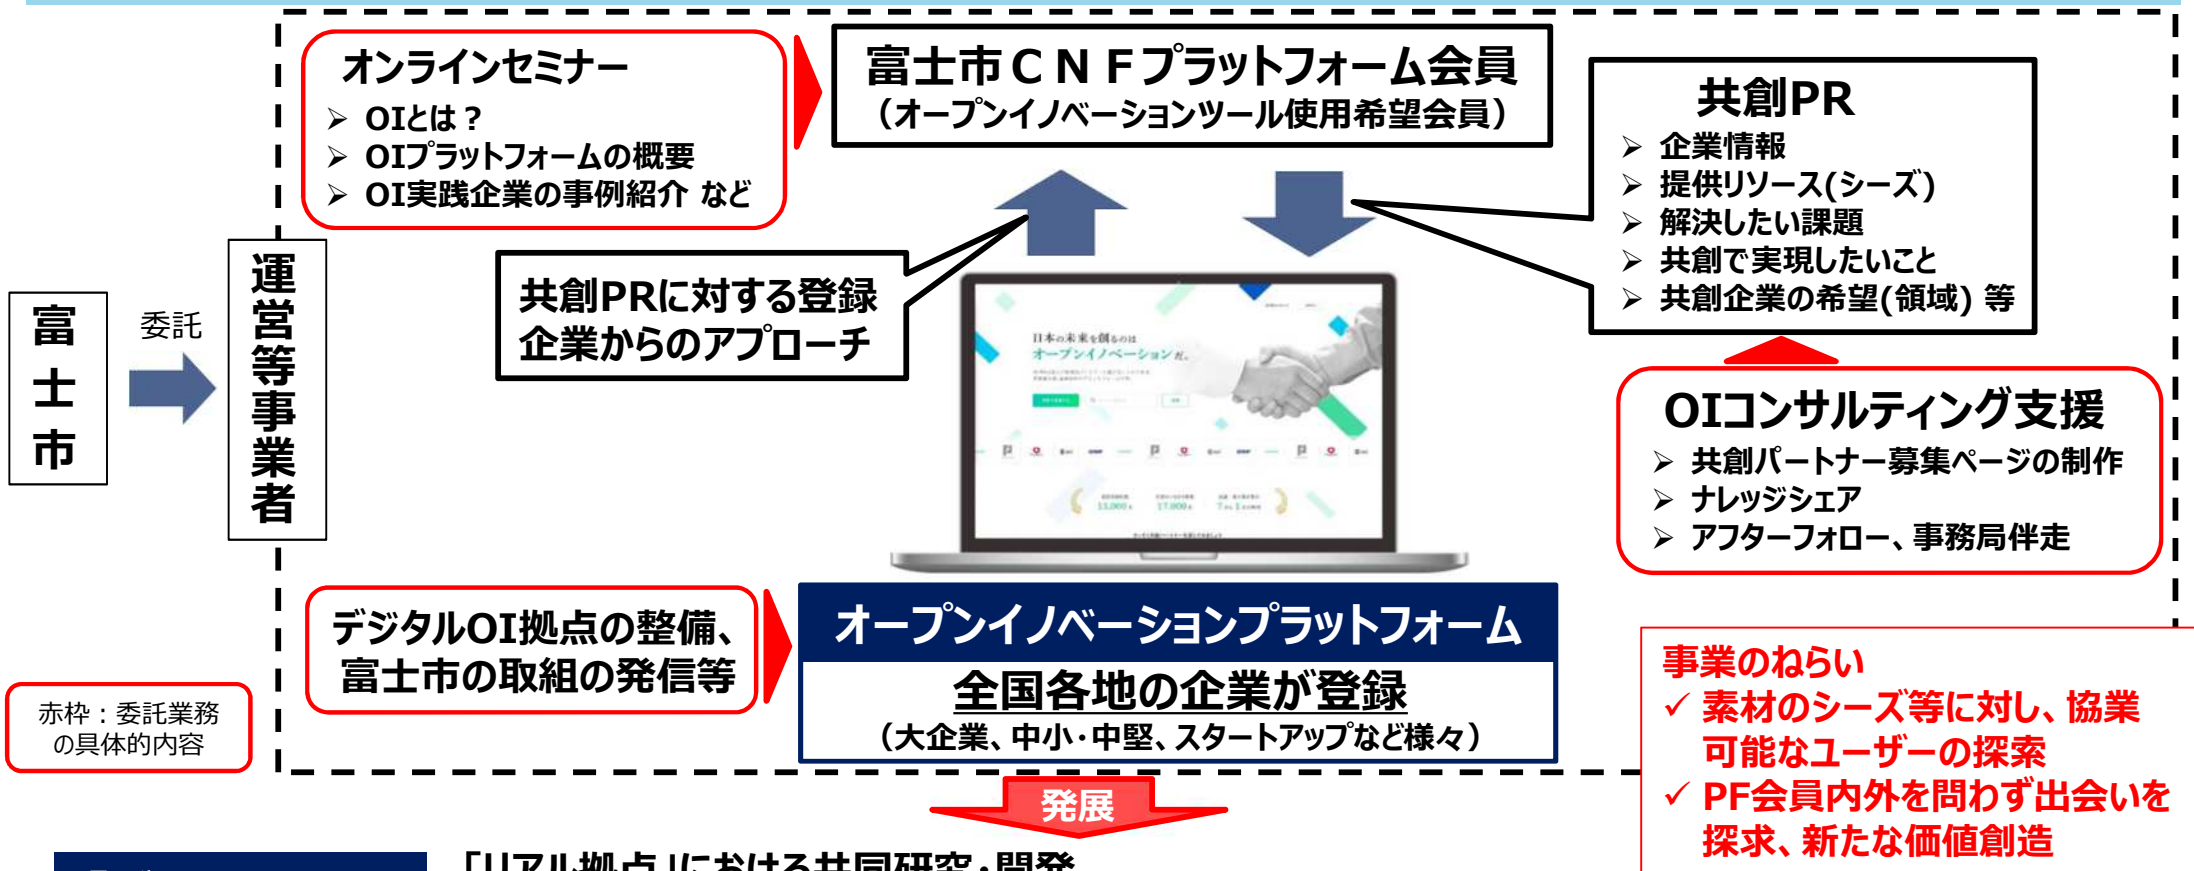 オンラインセミナー
➢ OIとは？
➢ OIプラットフォームの概要
➢ OI実践企業の事例紹介 など
富士市ＣＮＦプラットフォーム会員
（オープンイノベーションツール使用希望会員）
共創PR
➢ 企業情報
➢ 提供リソース(シーズ)
➢ 解決したい課題
➢ 共創で実現したいこと
➢ 共創企業の希望(領域) 等
富士市
委託
運営等事業者
共創PRに対する登録
企業からのアプローチ
日本の未来を創るのは
オープンイノベーションだ。
OIコンサルティング支援
➢ 共創パートナー募集ページの制作
➢ ナレッジシェア
➢ アフターフォロー、事務局伴走
デジタルOI拠点の整備、
富士市の取組の発信等
オープンイノベーションプラットフォーム
全国各地の企業が登録
（大企業、中小・中堅、スタートアップなど様々）
赤枠：委託業務
の具体的内容
事業のねらい
✓ 素材のシーズ等に対し、協業
可能なユーザーの探索
✓ PF会員内外を問わず出会いを
探求、新たな価値創造
発展
「リアル拠点」における共同研究・開発